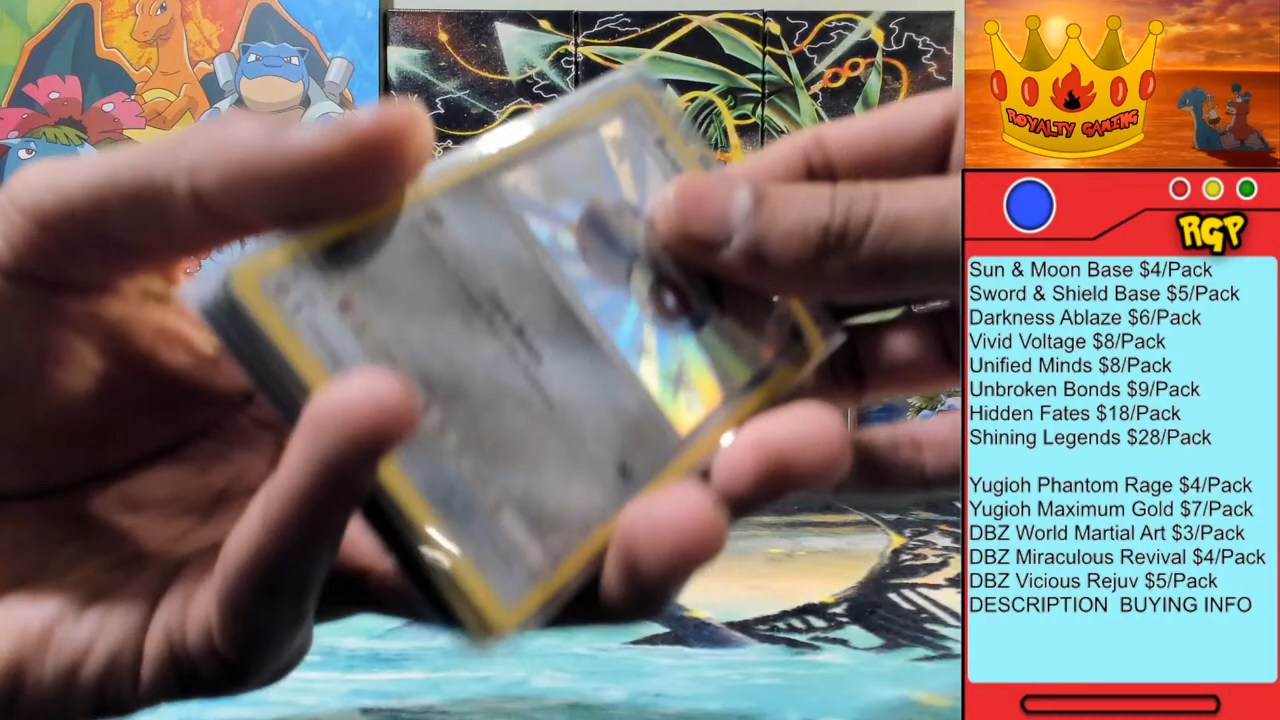 ROYALTY GAMING
RGP
Sun & Moon Base $4/Pack
Sword & Shield Base $5/Pack
Darkness Ablaze $6/Pack
Vivid Voltage $8/Pack
Unified Minds $8/Pack
Unbroken Bonds $9/Pack
Hidden Fates $18/Pack
Shining Legends $28/Pack
Yugioh Phantom Rage $4/Pack
Yugioh Maximum Gold $7/Pack
DBZ World Martial Art $3/Pack
DBZ Miraculous Revival $4/Pack
DBZ Vicious Rejuv $5/Pack
DESCRIPTION BUYING INFO